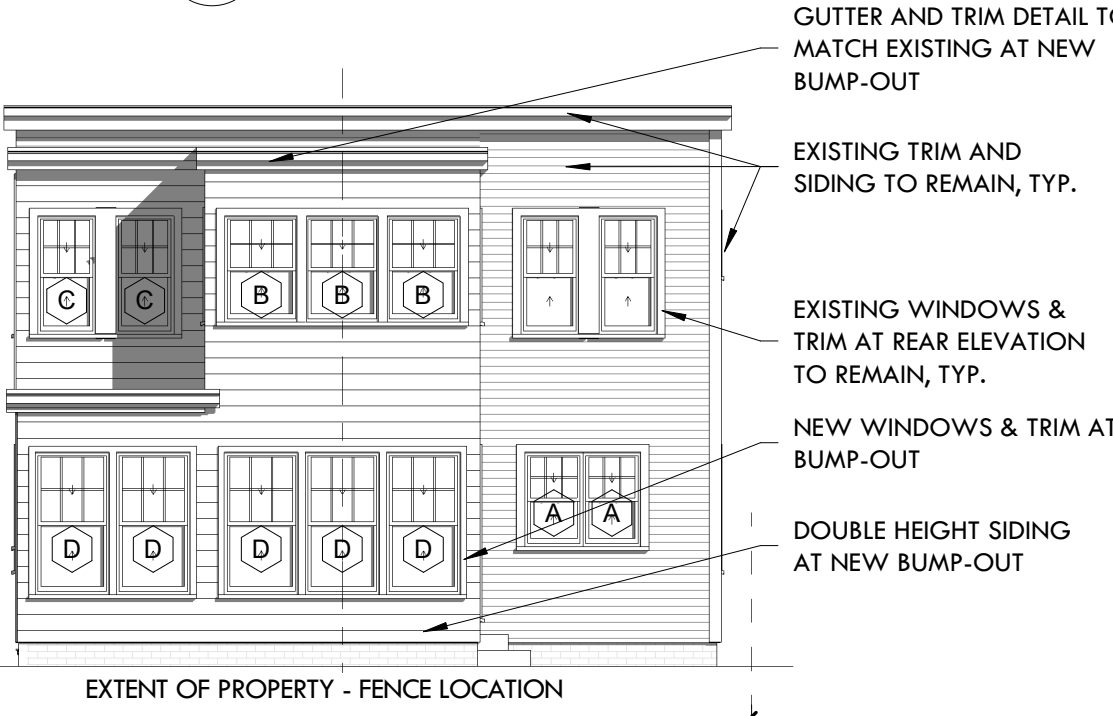 GUTTER AND TRIM DETAIL TO
MATCH EXISTING AT NEW
BUMP-OUT
EXISTING TRIM AND
SIDING TO REMAIN, TYP.
C
C
B
B
B
EXISTING WINDOWS &
TRIM AT REAR ELEVATION
TO REMAIN, TYP.
NEW WINDOWS & TRIM AT
BUMP-OUT
D
D
D
D
D
A
A
DOUBLE HEIGHT SIDING
AT NEW BUMP-OUT
EXTENT OF PROPERTY - FENCE LOCATION